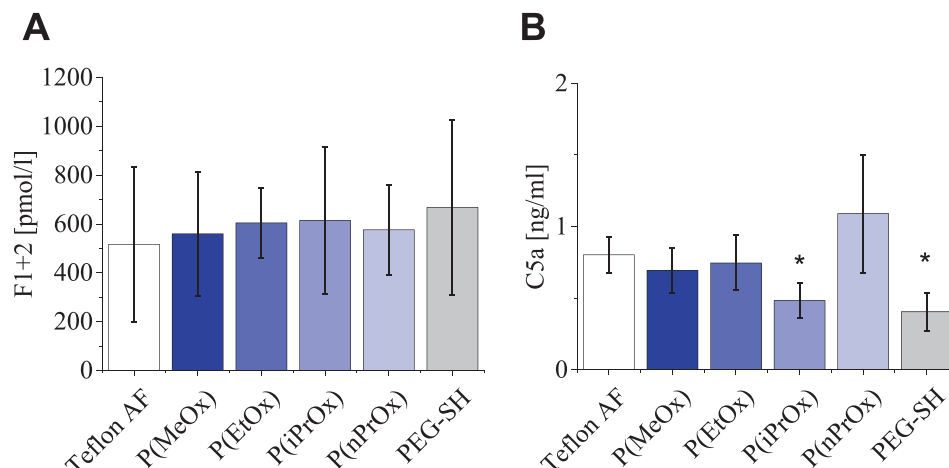 A
B
F1+2 [pmol/l]
1200
1000
800
600
400
200
0
Teflon AF
P(MeOx)
P(EtOx)
P(iPrOx)
P(nPrOx)
PEG-SH
C5a [ng/ml]
2
1
0
*
*
Teflon AF
P(MeOx)
P(EtOx)
P(iPrOx)
P(nPrOx)
PEG-SH